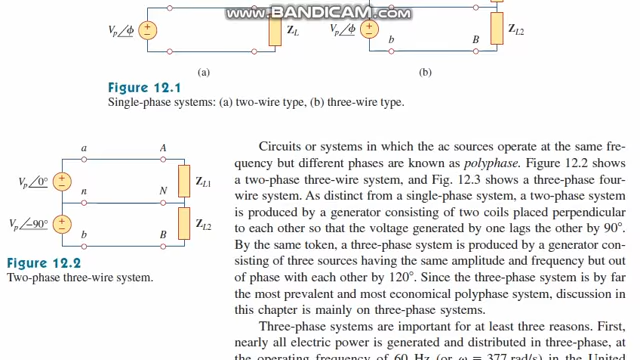 www.BANDICAM.com
Vp/ϕ
+
−
ZL
Vp/ϕ
+
−
b
B
ZL2
(a)
(b)
Figure 12.1
Single-phase systems: (a) two-wire type, (b) three-wire type.
a
A
Vp/0°
+
−
ZL1
n
N
Vp/−90°
+
−
ZL2
b
B
Figure 12.2
Two-phase three-wire system.
Circuits or systems in which the ac sources operate at the same fre-
quency but different phases are known as polyphase. Figure 12.2 shows
a two-phase three-wire system, and Fig. 12.3 shows a three-phase four-
wire system. As distinct from a single-phase system, a two-phase system
is produced by a generator consisting of two coils placed perpendicular
to each other so that the voltage generated by one lags the other by 90°.
By the same token, a three-phase system is produced by a generator con-
sisting of three sources having the same amplitude and frequency but out
of phase with each other by 120°. Since the three-phase system is by far
the most prevalent and most economical polyphase system, discussion in
this chapter is mainly on three-phase systems.
Three-phase systems are important for at least three reasons. First,
nearly all electric power is generated and distributed in three-phase, at
the operating frequency of 60 Hz (or ω = 377 rad/s) in the United